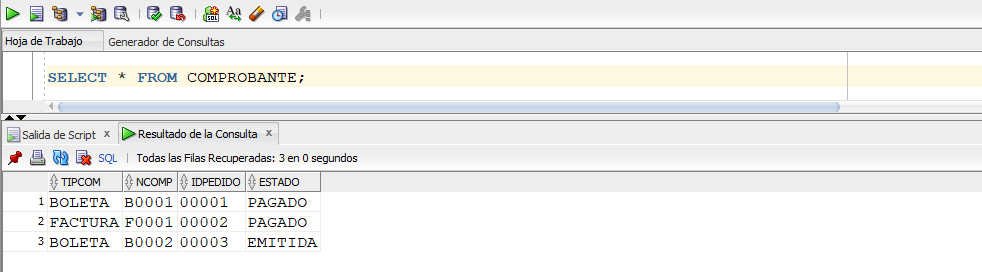 Hoja de Trabajo Generador de Consultas
SELECT * FROM COMPROBANTE;
Salida de Script x Resultado de la Consulta x
SQL Todas las Filas Recuperadas: 3 en 0 segundos
TIPCOM NCOMP IDPEDIDO ESTADO
1 BOLETA B0001 00001 PAGADO
2 FACTURA F0001 00002 PAGADO
3 BOLETA B0002 00003 EMITIDA